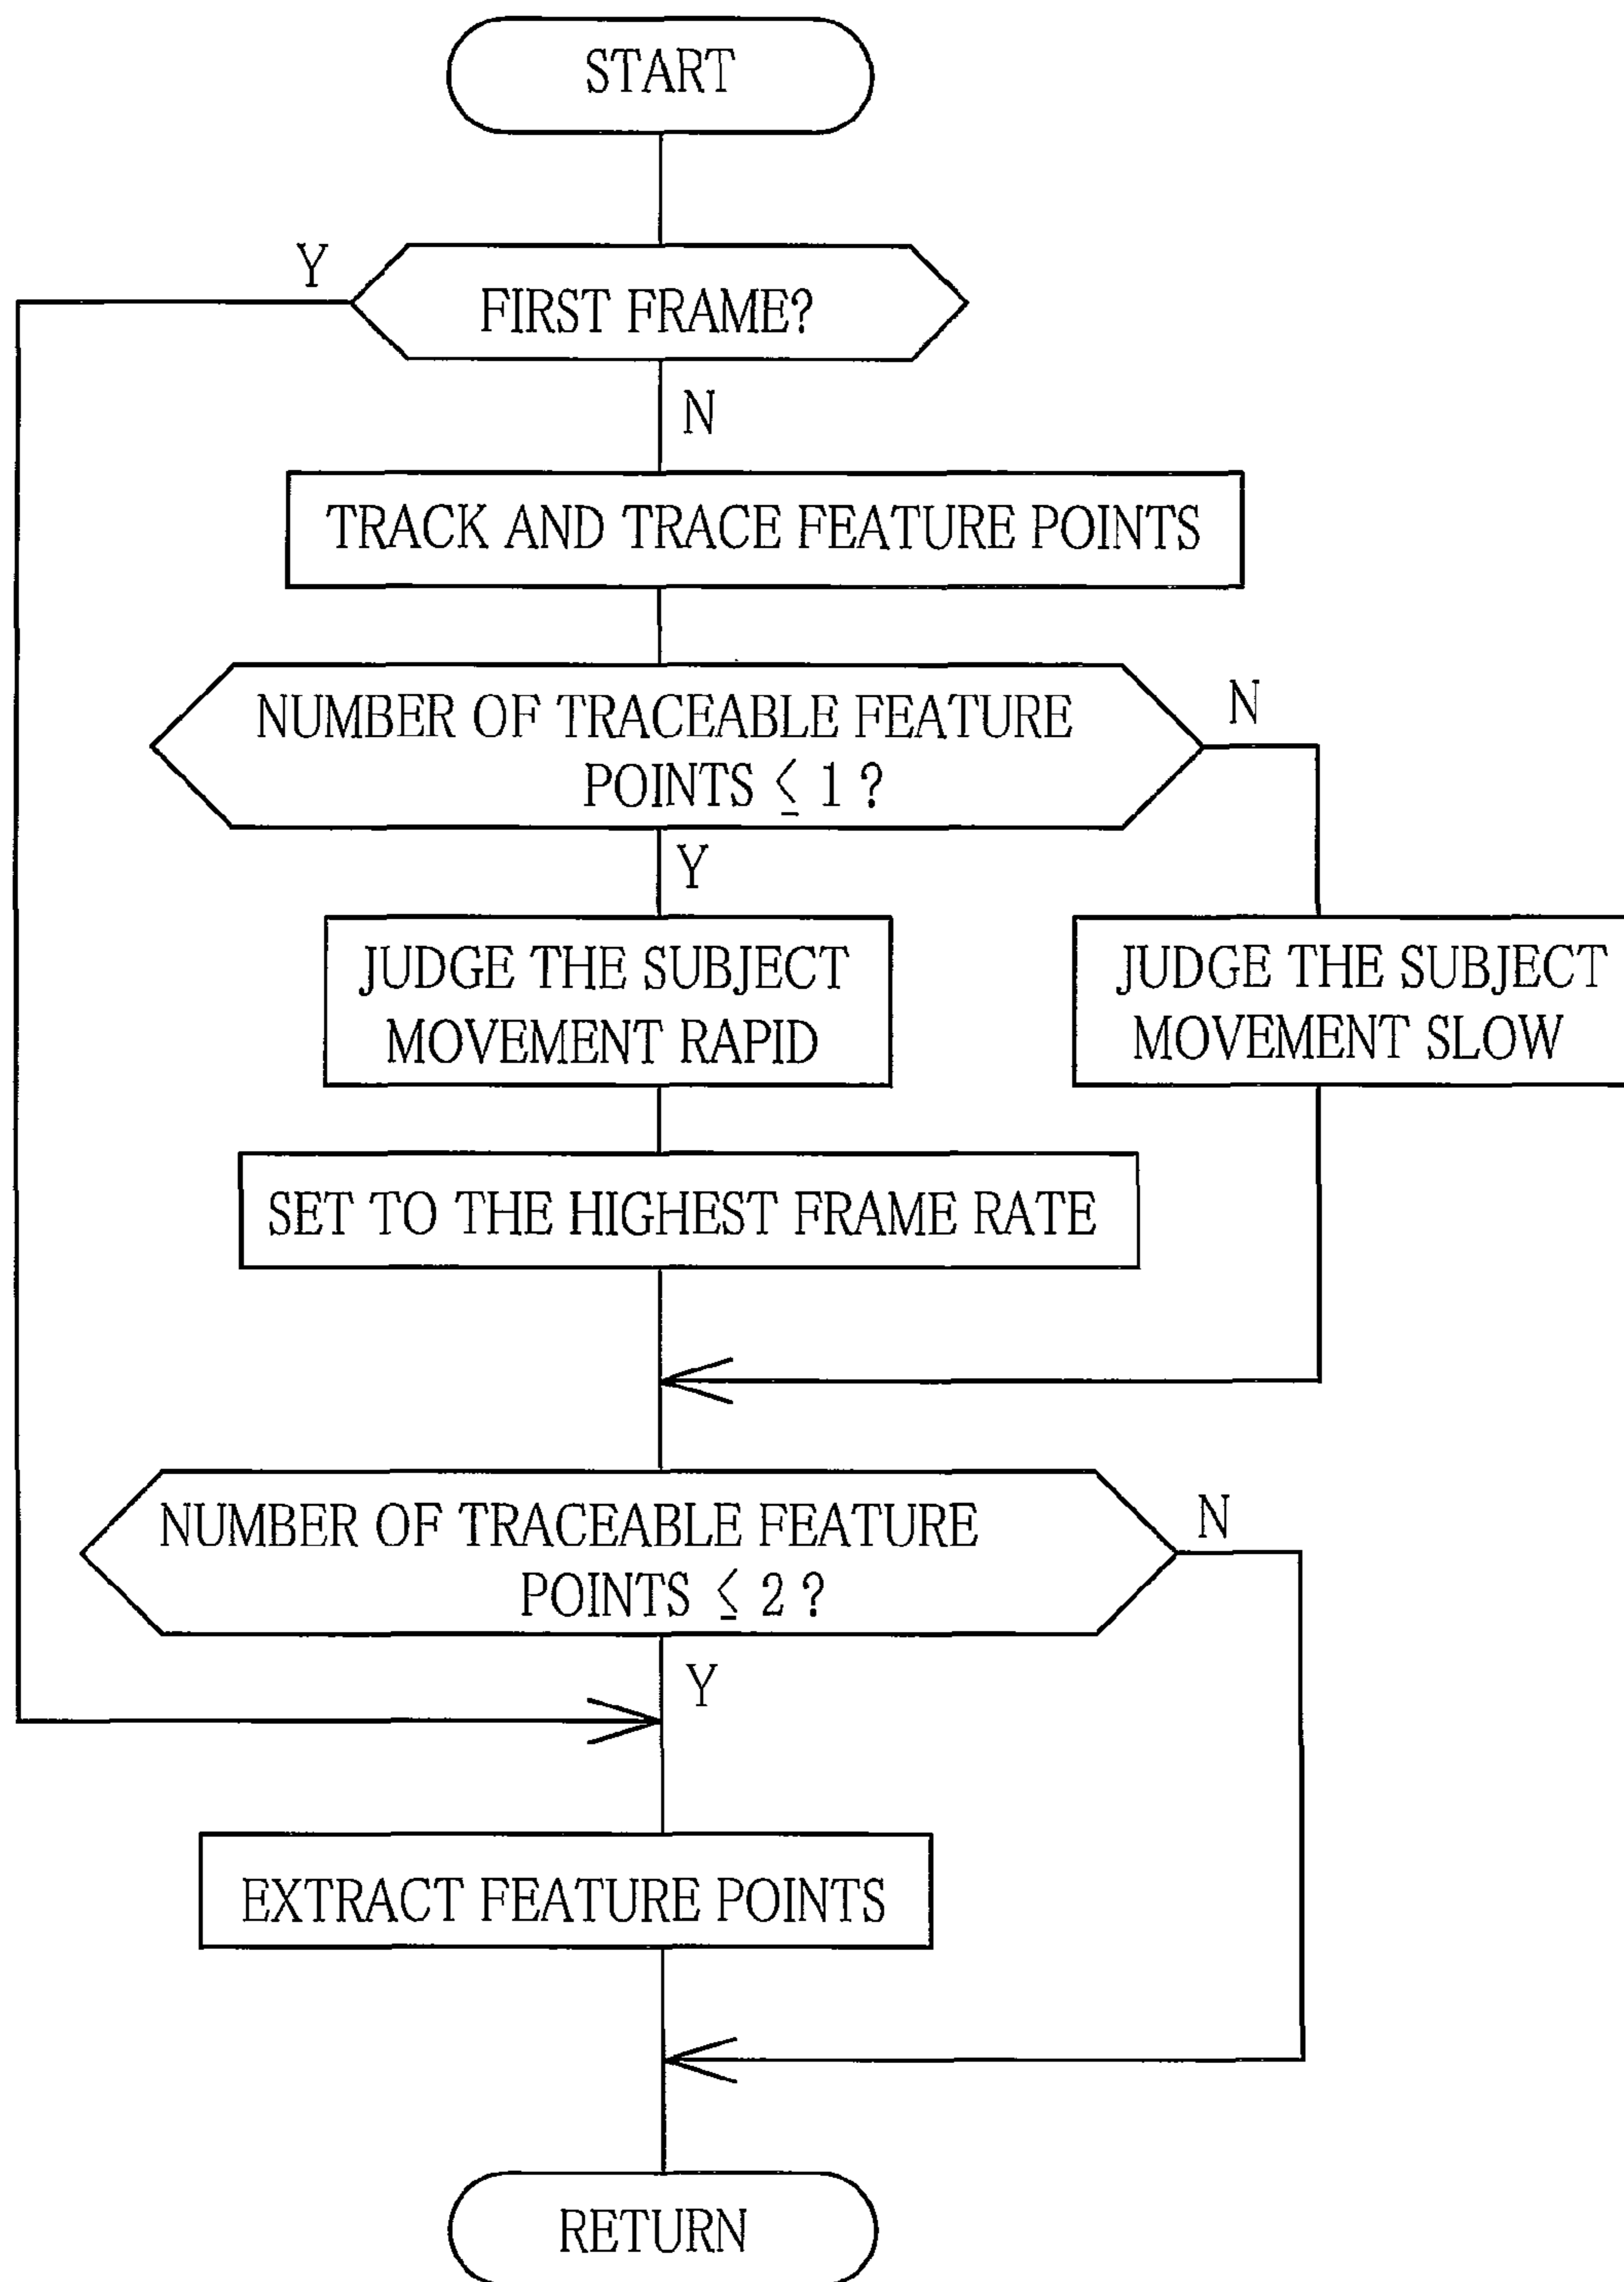 START
Y
FIRST FRAME?
N
TRACK AND TRACE FEATURE POINTS
NUMBER OF TRACEABLE FEATURE
POINTS ≤ 1 ?
N
Y
JUDGE THE SUBJECT
MOVEMENT RAPID
JUDGE THE SUBJECT
MOVEMENT SLOW
SET TO THE HIGHEST FRAME RATE
NUMBER OF TRACEABLE FEATURE
POINTS ≤ 2 ?
N
Y
EXTRACT FEATURE POINTS
RETURN